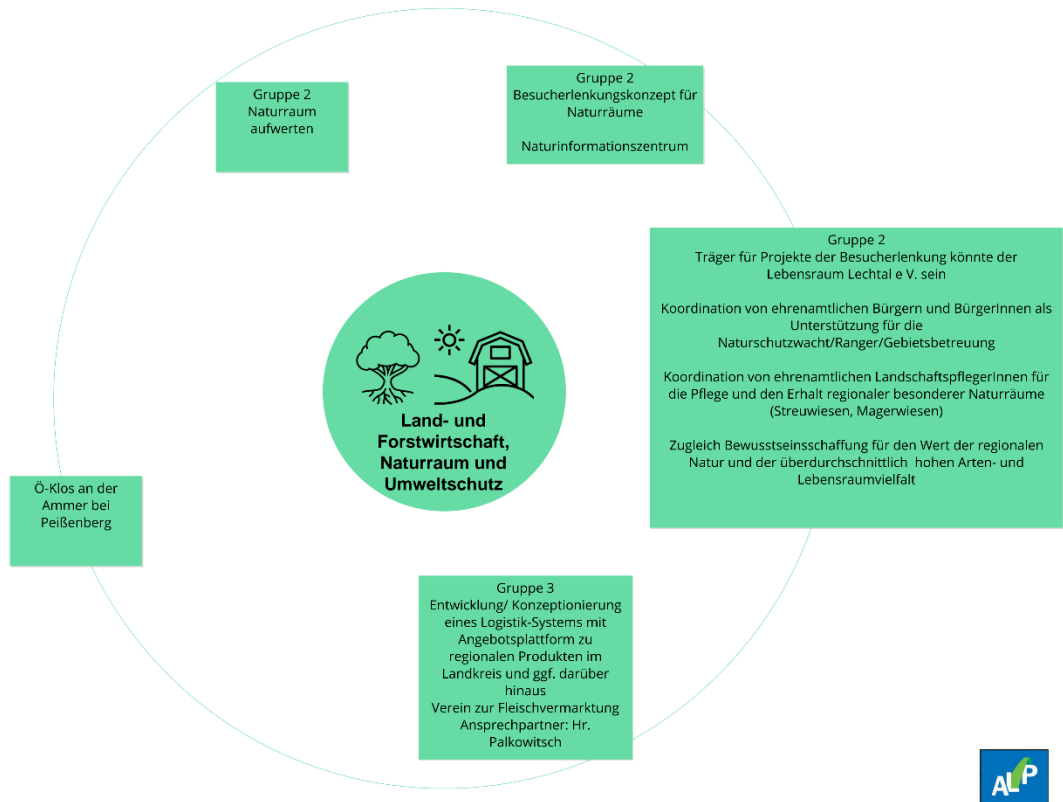 Gruppe 2
Naturraum
aufwerten
Gruppe 2
Besucherlenkungskonzept für
Naturräume
Naturinformationszentrum
Gruppe 2
Träger für Projekte der Besucherlenkung könnte der
Lebensraum Lechtal e V. sein
Koordination von ehrenamtlichen Bürgern und BürgerInnen als
Unterstützung für die
Naturschutzwacht/Ranger/Gebietsbetreuung
Koordination von ehrenamtlichen LandschaftspflegerInnen für
die Pflege und den Erhalt regionaler besonderer Naturräume
(Streuwiesen, Magerwiesen)
Zugleich Bewusstseinsschaffung für den Wert der regionalen
Natur und der überdurchschnittlich hohen Arten- und
Lebensraumvielfalt
Land- und
Forstwirtschaft,
Naturraum und
Umweltschutz
Ö-Klos an der
Ammer bei
Peißenberg
Gruppe 3
Entwicklung/ Konzeptionierung
eines Logistik-Systems mit
Angebotsplattform zu
regionalen Produkten im
Landkreis und ggf. darüber
hinaus
Verein zur Fleischvermarktung
Ansprechpartner: Hr.
Palkowitsch
ALP